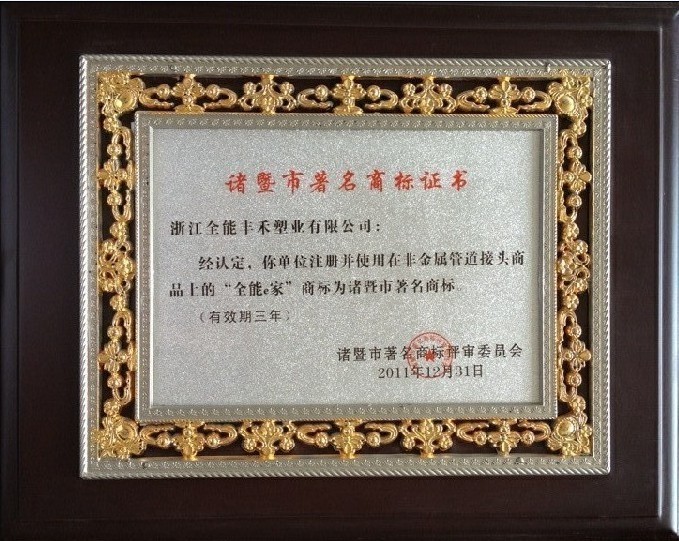 诸暨市著名商标证书
浙江全能丰禾塑业有限公司：
经认定，你单位注册并使用在非金属管道接头商
品上的“全能e家”商标为诸暨市著名商标
（有效期三年）
诸暨市著名商标评审委员会
2011年12月31日